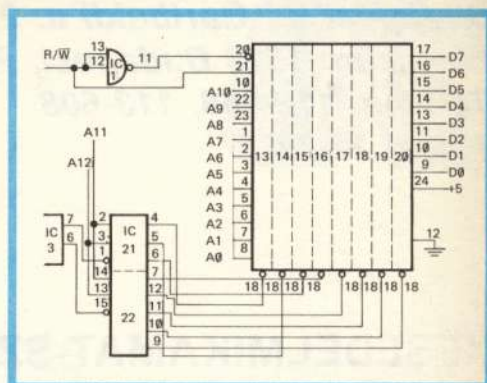 13
12
IC
1
11
R/W̅
20
21
10
A10
22
A9
23
A8
1
A7
2
A6
3
A5
4
A4
5
A3
6
A2
7
A1
8
A0
13 14 15 16 17 18 19 20
17 D7
16 D6
15 D5
14 D4
13 D3
11 D2
10 D1
9 D0
24 +5
12
A11
A12
IC
3
7
6
2
3
1
14
13
15
IC
21
22
4
5
6
7
12
11
10
9
18 18 18 18 18 18 18 18